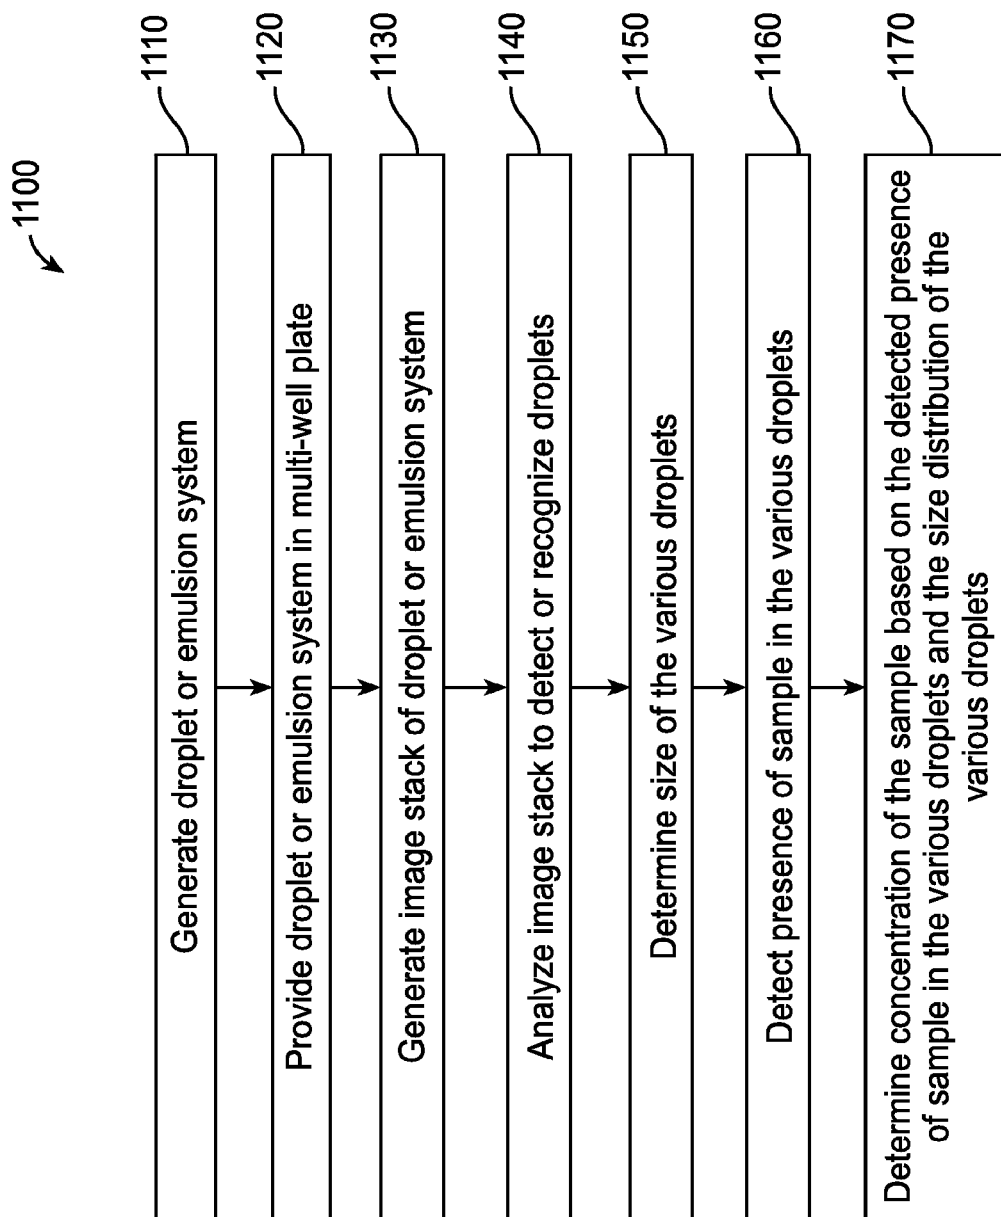 1100
Generate droplet or emulsion system
1110
Provide droplet or emulsion system in multi-well plate
1120
Generate image stack of droplet or emulsion system
1130
Analyze image stack to detect or recognize droplets
1140
Determine size of the various droplets
1150
Detect presence of sample in the various droplets
1160
Determine concentration of the sample based on the detected presence
of sample in the various droplets and the size distribution of the
various droplets
1170